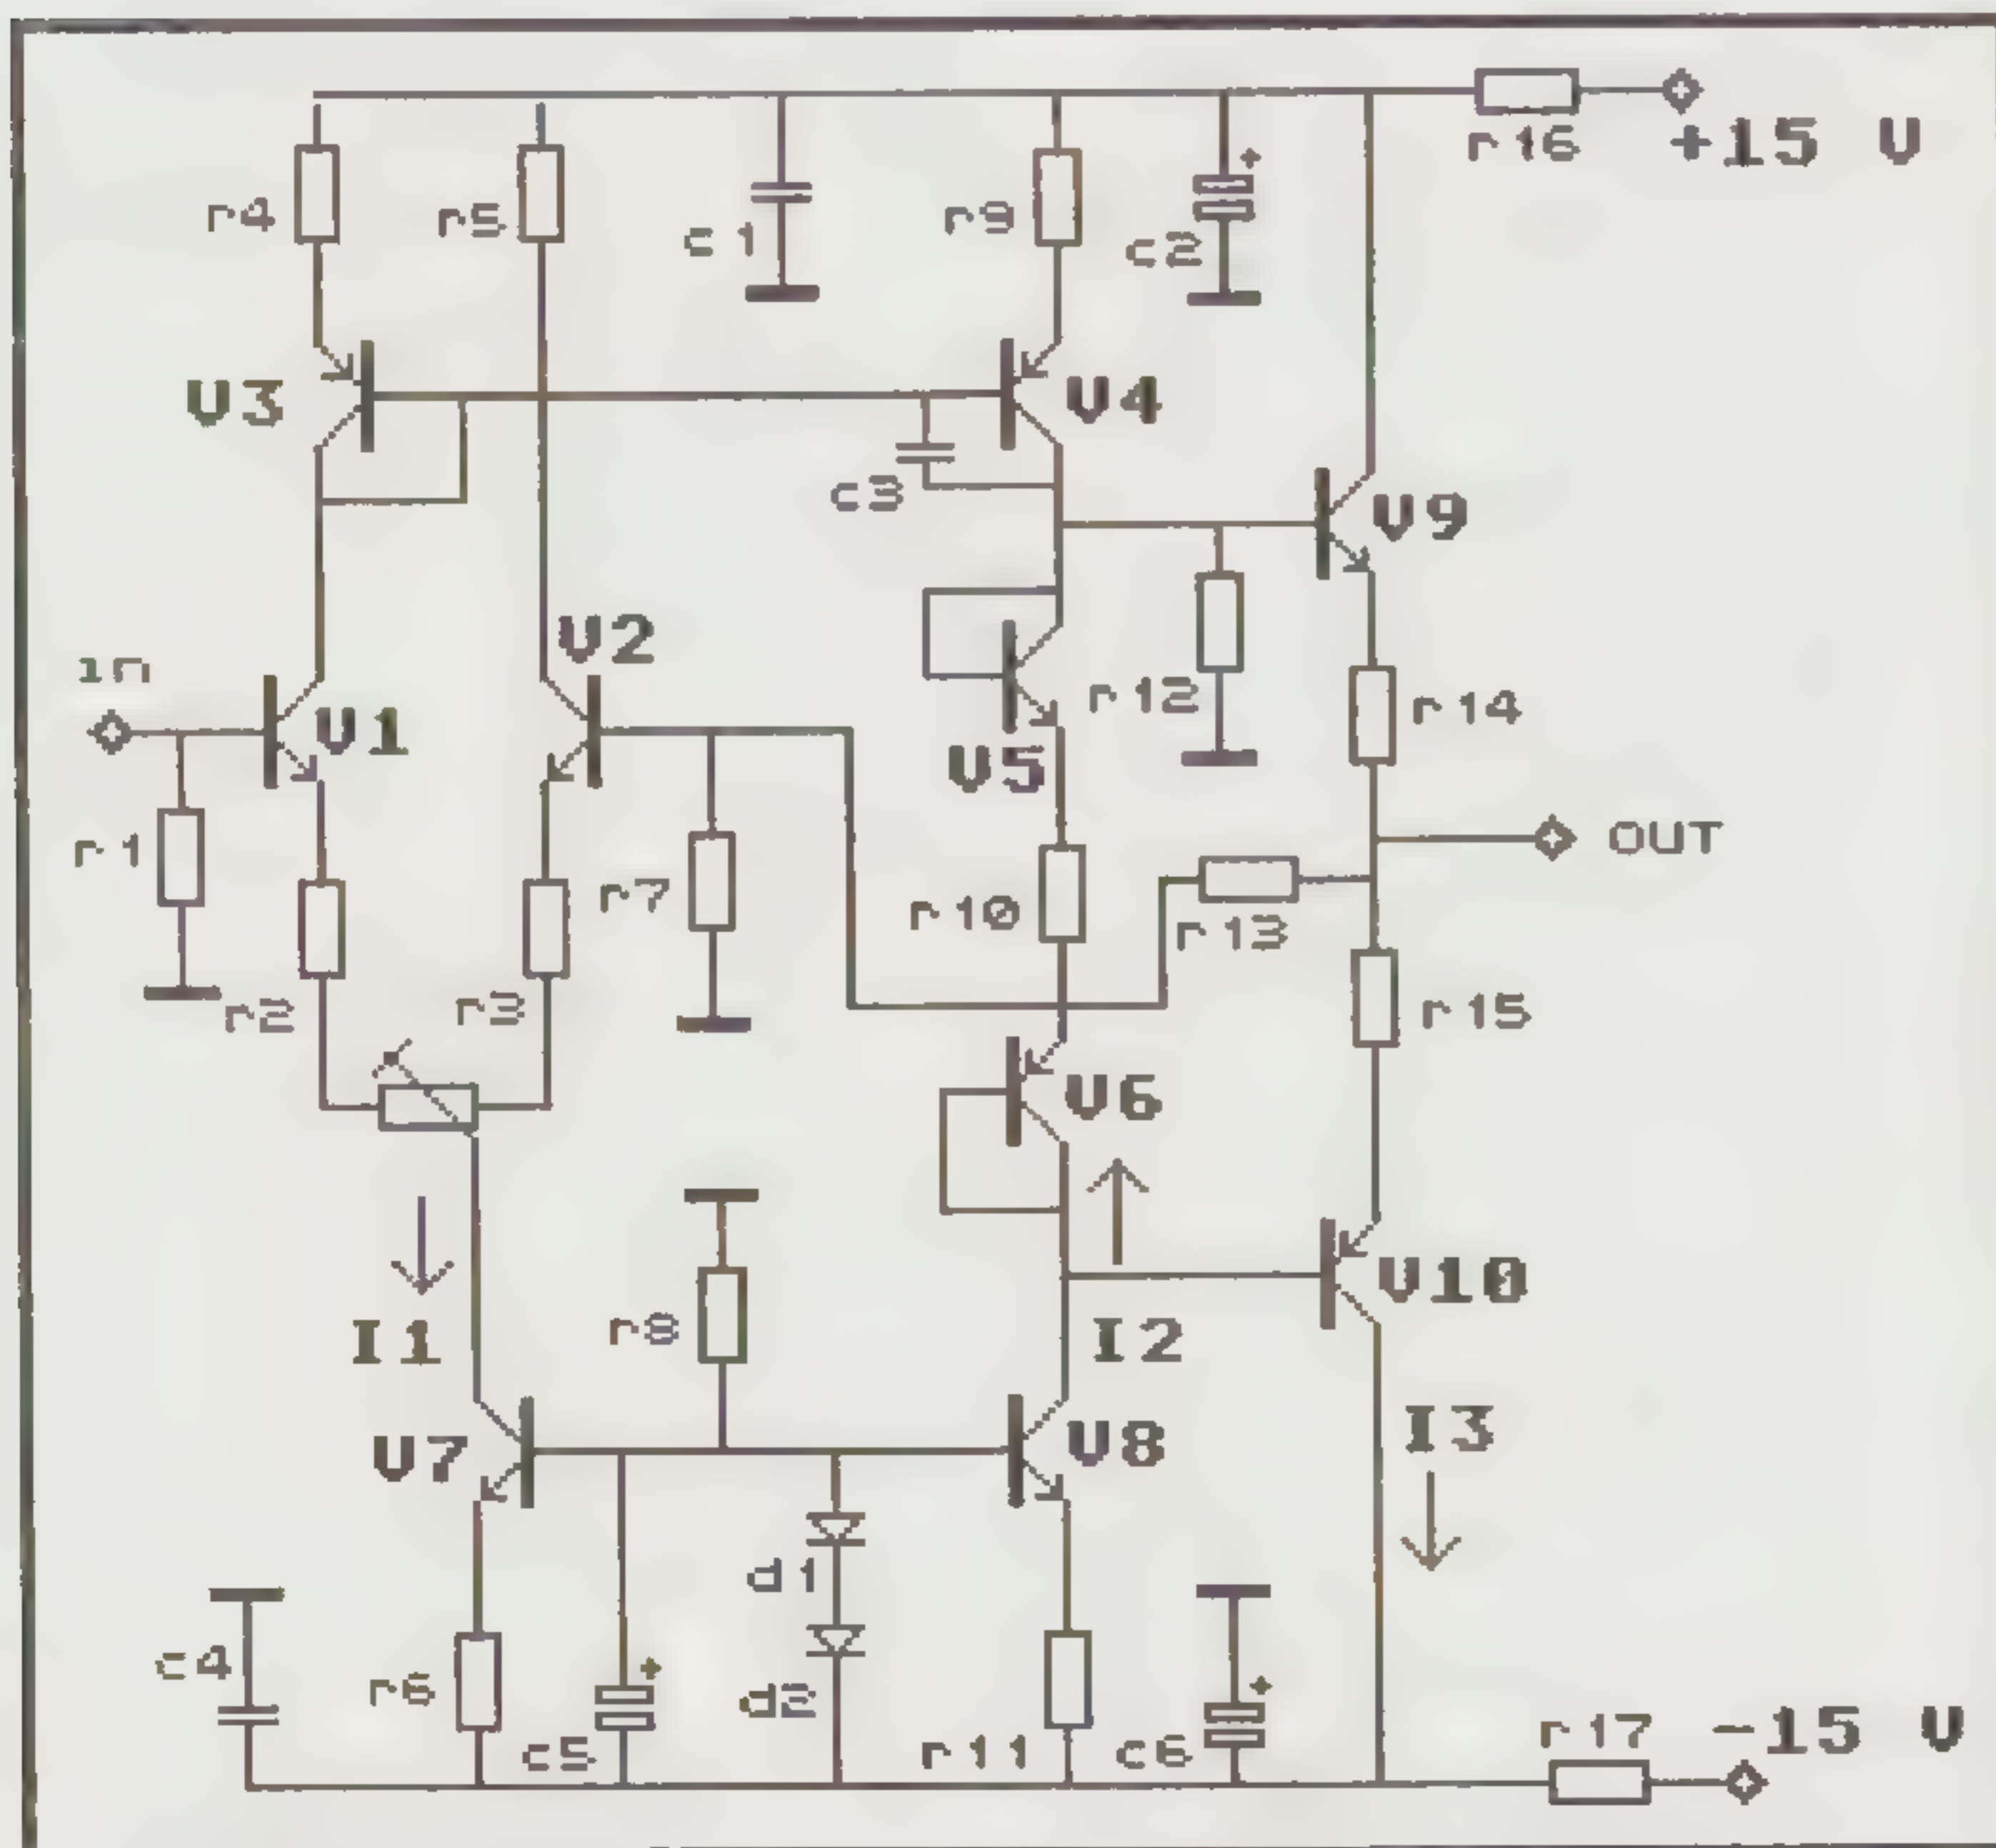 r16
+15 V
r4
r5
c1
r9
c2
V3
V4
c3
V9
V2
in
V1
r12
r14
V5
r1
r7
r10
r13
OUT
r2
r3
r15
V6
I1
r8
I2
V10
V7
V8
I3
d1
c4
r6
d2
c5
r11
c6
r17
-15 V